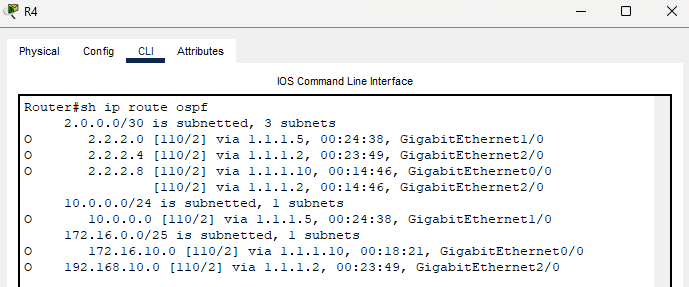 R4
Physical Config CLI Attributes
IOS Command Line Interface
Router#sh ip route ospf
     2.0.0.0/30 is subnetted, 3 subnets
O       2.2.2.0 [110/2] via 1.1.1.5, 00:24:38, GigabitEthernet1/0
O       2.2.2.4 [110/2] via 1.1.1.2, 00:23:49, GigabitEthernet2/0
O       2.2.2.8 [110/2] via 1.1.1.10, 00:14:46, GigabitEthernet0/0
                [110/2] via 1.1.1.2, 00:14:46, GigabitEthernet2/0
     10.0.0.0/24 is subnetted, 1 subnets
O       10.0.0.0 [110/2] via 1.1.1.5, 00:24:38, GigabitEthernet1/0
     172.16.0.0/25 is subnetted, 1 subnets
O       172.16.10.0 [110/2] via 1.1.1.10, 00:18:21, GigabitEthernet0/0
O    192.168.10.0 [110/2] via 1.1.1.2, 00:23:49, GigabitEthernet2/0